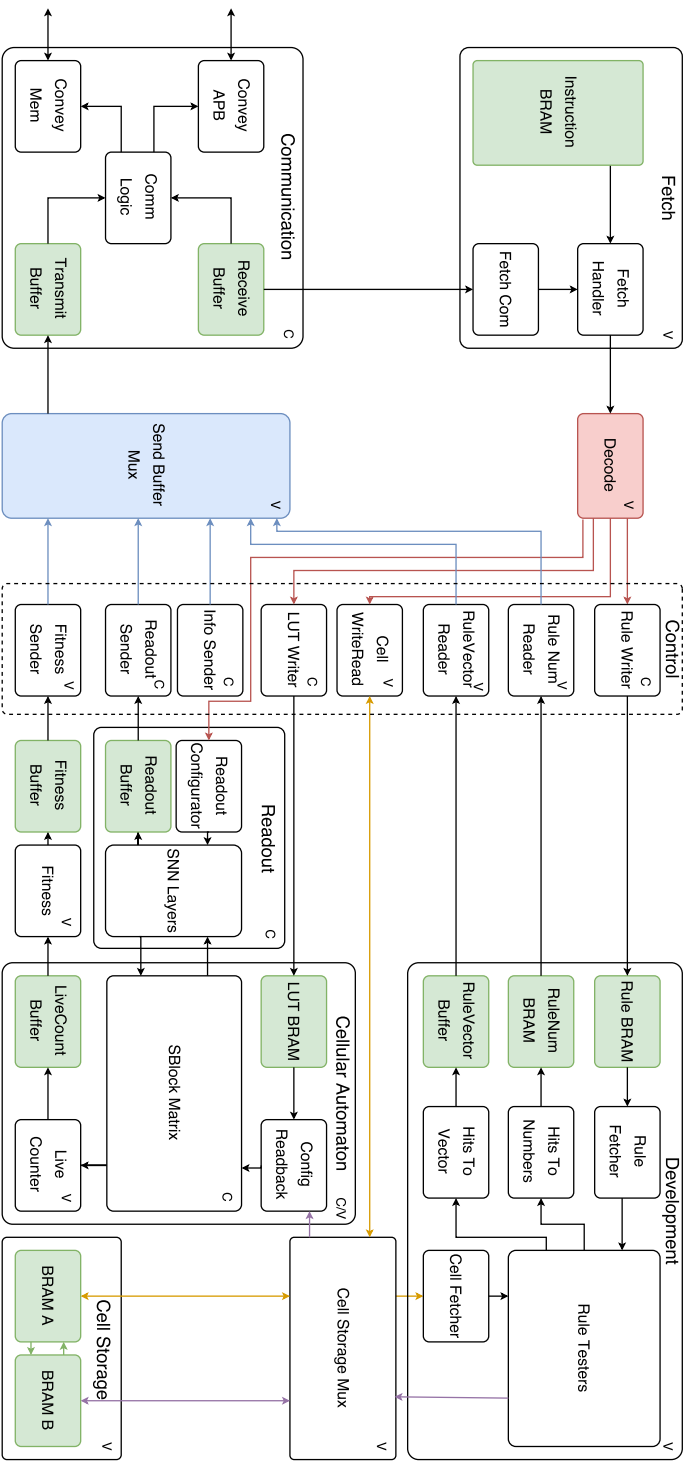 Fetch
Instruction
BRAM
Fetch
Handler
Fetch Com
V
Communication
Convey
APB
Convey
Mem
Comm
Logic
Receive
Buffer
Transmit
Buffer
C
Decode
V
Send Buffer
Mux
V
Control
Rule Writer
C
Rule Num
Reader
V
RuleVector
Reader
V
Cell
WriteRead
V
LUT Writer
C
Info Sender
C
Readout
Sender
C
Fitness
Sender
V
Readout
Readout
Configurator
Readout
Buffer
SNN Layers
C
Fitness
Buffer
Fitness
V
Development
Rule BRAM
Rule
Fetcher
RuleNum
BRAM
Hits To
Numbers
RuleVector
Buffer
Hits To
Vector
Rule Testers
Cell Fetcher
V
Cellular Automaton
C/V
LUT BRAM
Config
Readback
SBlock Matrix
C
LiveCount
Buffer
Live
Counter
V
Cell Storage Mux
V
Cell Storage
BRAM A
BRAM B
V